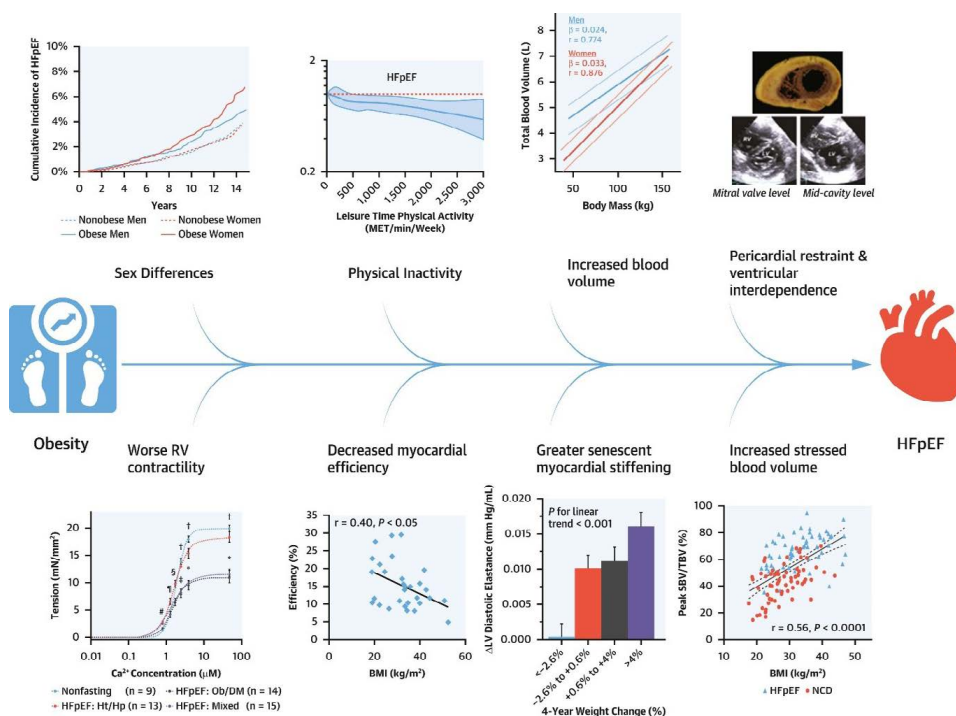 Cumulative Incidence of HFpEF
10%
8%
6%
4%
2%
0%
0 2 4 6 8 10 12 14
Years
Nonobese Men
Nonobese Women
Obese Men
Obese Women
2
0.2
HFpEF
0
500
1,000
1,500
2,000
2,500
3,000
Leisure Time Physical Activity
(MET/min/Week)
Total Blood Volume (L)
8
7
6
5
4
3
Men
β = 0.024,
r = 0.774
Women
β = 0.033,
r = 0.876
50 100 150
Body Mass (kg)
RV
LV
Mitral valve level
Mid-cavity level
Sex Differences
Physical Inactivity
Increased blood
volume
Pericardial restraint &
ventricular
interdependence
Obesity
HFpEF
Worse RV
contractility
Decreased myocardial
efficiency
Greater senescent
myocardial stiffening
Increased stressed
blood volume
Tension (mN/mm²)
20
15
10
5
0
# ¶ § † ‡ † *
0.01 0.1 1 10 100
Ca²⁺ Concentration (μM)
Nonfasting (n = 9)
HFpEF: Ob/DM (n = 14)
HFpEF: Ht/Hp (n = 13)
HFpEF: Mixed (n = 15)
Efficiency (%)
35
30
25
20
15
10
5
0
r = 0.40, P < 0.05
10 20 30 40 50 60
BMI (kg/m²)
ΔLV Diastolic Elastance (mm Hg/mL)
0.020
0.015
0.010
0.005
0.000
P for linear
trend < 0.001
<-2.6%
-2.6% to +0.6%
+0.6% to +4%
>4%
4-Year Weight Change (%)
Peak SBV/TBV (%)
100
80
60
40
20
0
r = 0.56, P < 0.0001
20 30 40 50
BMI (kg/m²)
HFpEF
NCD